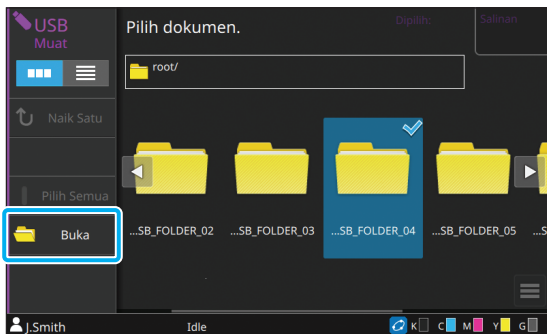 USB
Muat
Pilih dokumen.
Dipilih:
Salinan
root/
Naik Satu
Pilih Semua
Buka
...SB_FOLDER_02
...SB_FOLDER_03
...SB_FOLDER_04
...SB_FOLDER_05
...S
J.Smith
Idle
K
C
M
Y
G